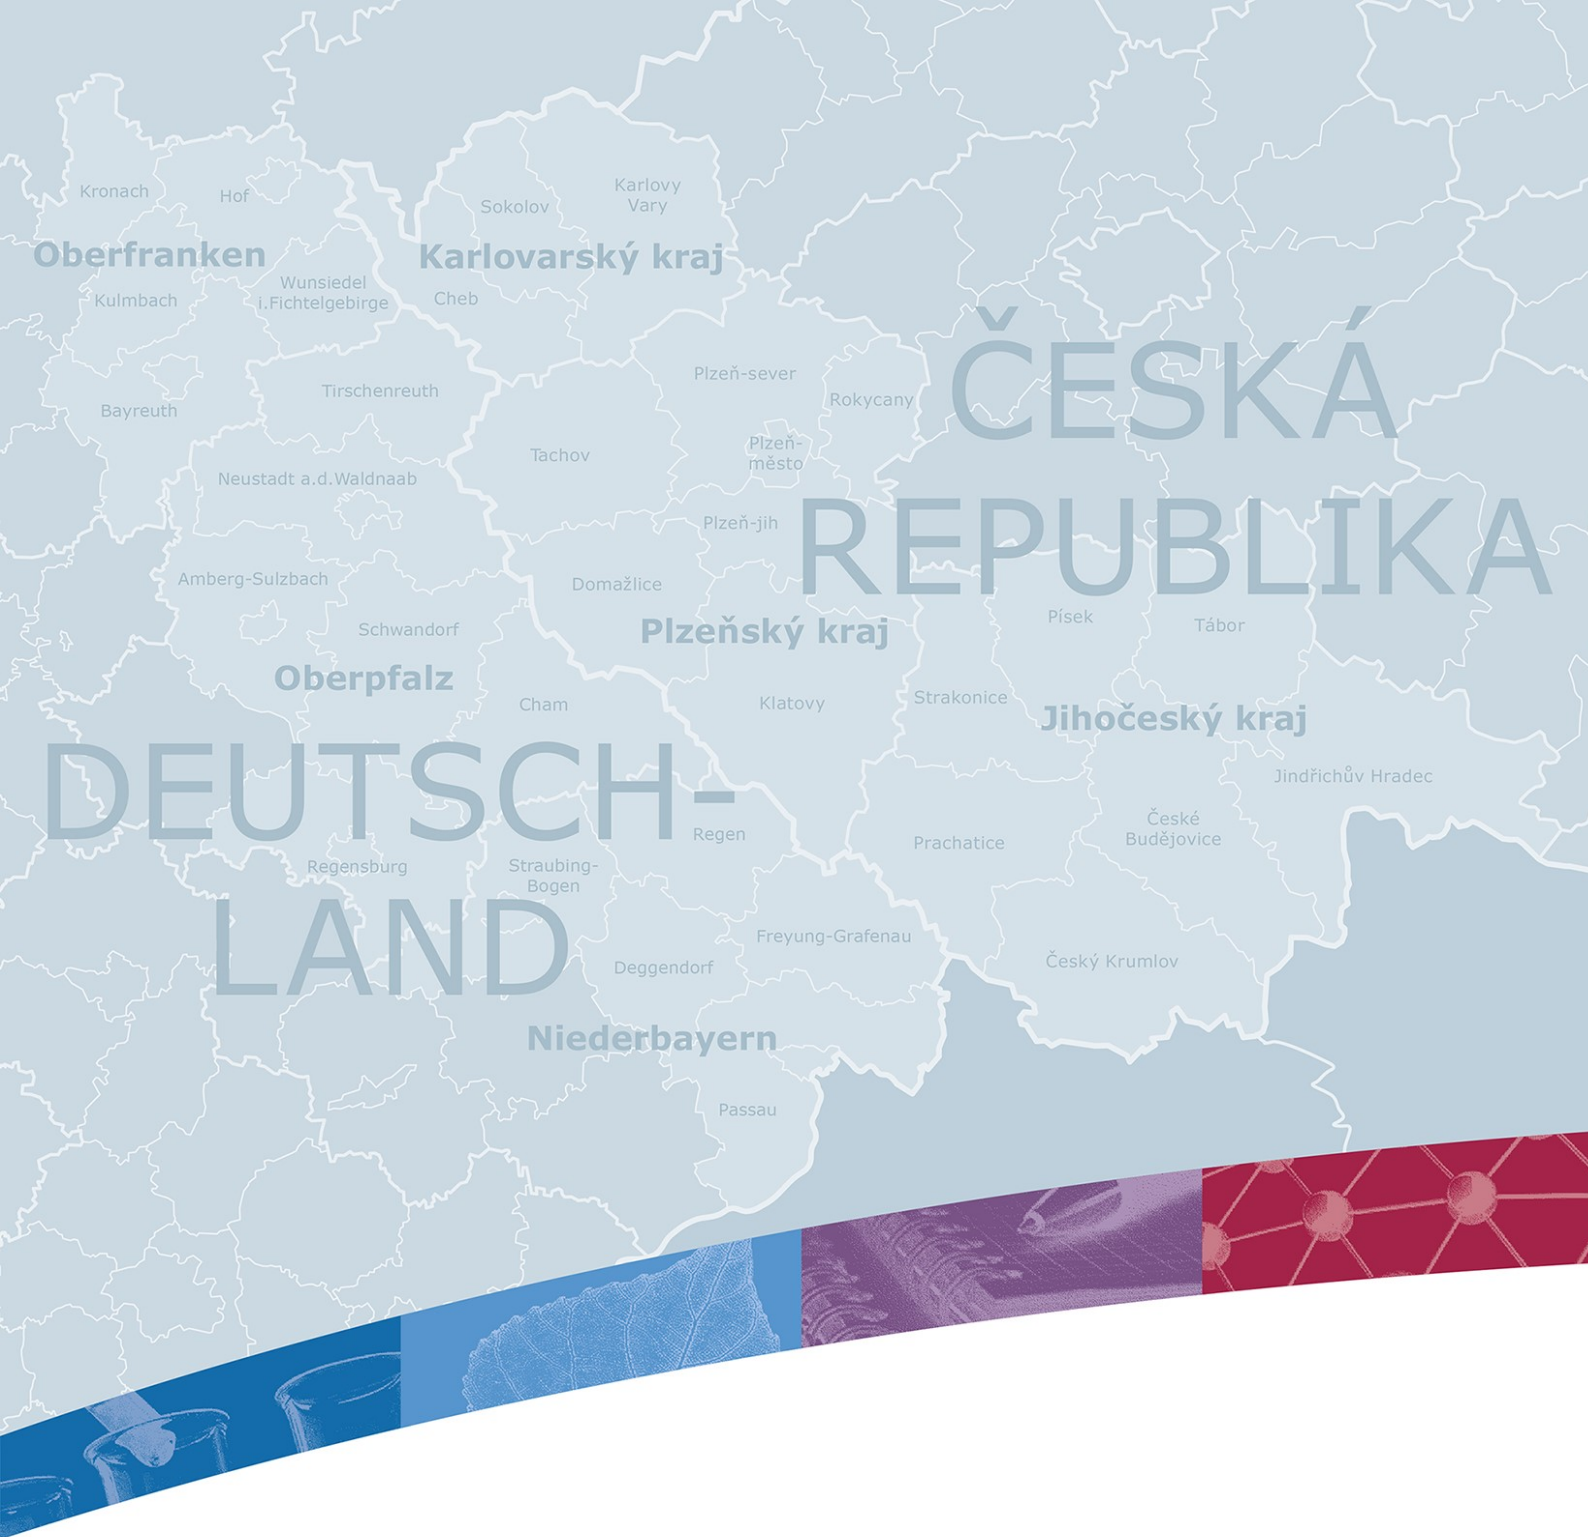 Kronach
Hof
Sokolov
Karlovy
Vary
Oberfranken
Karlovarský kraj
Kulmbach
Wunsiedel
i.Fichtelgebirge
Cheb
ČESKÁ
REPUBLIKA
Bayreuth
Tirschenreuth
Plzeň-sever
Rokycany
Tachov
Plzeň-
město
Neustadt a.d.Waldnaab
Plzeň-jih
Amberg-Sulzbach
Domažlice
Schwandorf
Plzeňský kraj
Písek
Tábor
Oberpfalz
Cham
Klatovy
Strakonice
Jihočeský kraj
DEUTSCH-
LAND
Jindřichův Hradec
Regen
Prachatice
České
Budějovice
Regensburg
Straubing-
Bogen
Freyung-Grafenau
Deggendorf
Český Krumlov
Niederbayern
Passau